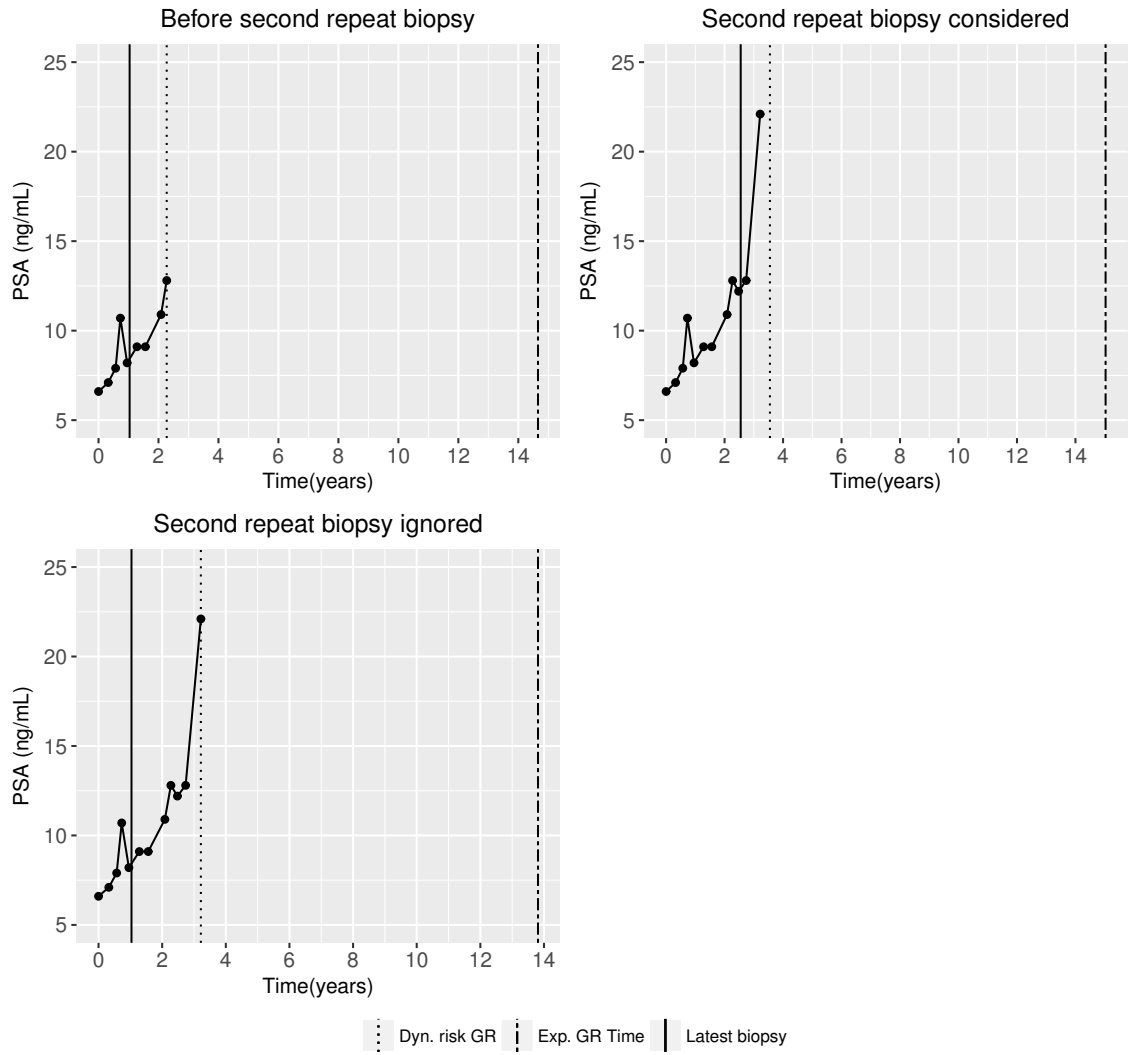 Before second repeat biopsy
25
20
15
10
5
PSA (ng/mL)
0 2 4 6 8 10 12 14
Time(years)
Second repeat biopsy considered
25
20
15
10
5
PSA (ng/mL)
0 2 4 6 8 10 12 14
Time(years)
Second repeat biopsy ignored
25
20
15
10
5
PSA (ng/mL)
0 2 4 6 8 10 12 14
Time(years)
Dyn. risk GR Exp. GR Time Latest biopsy